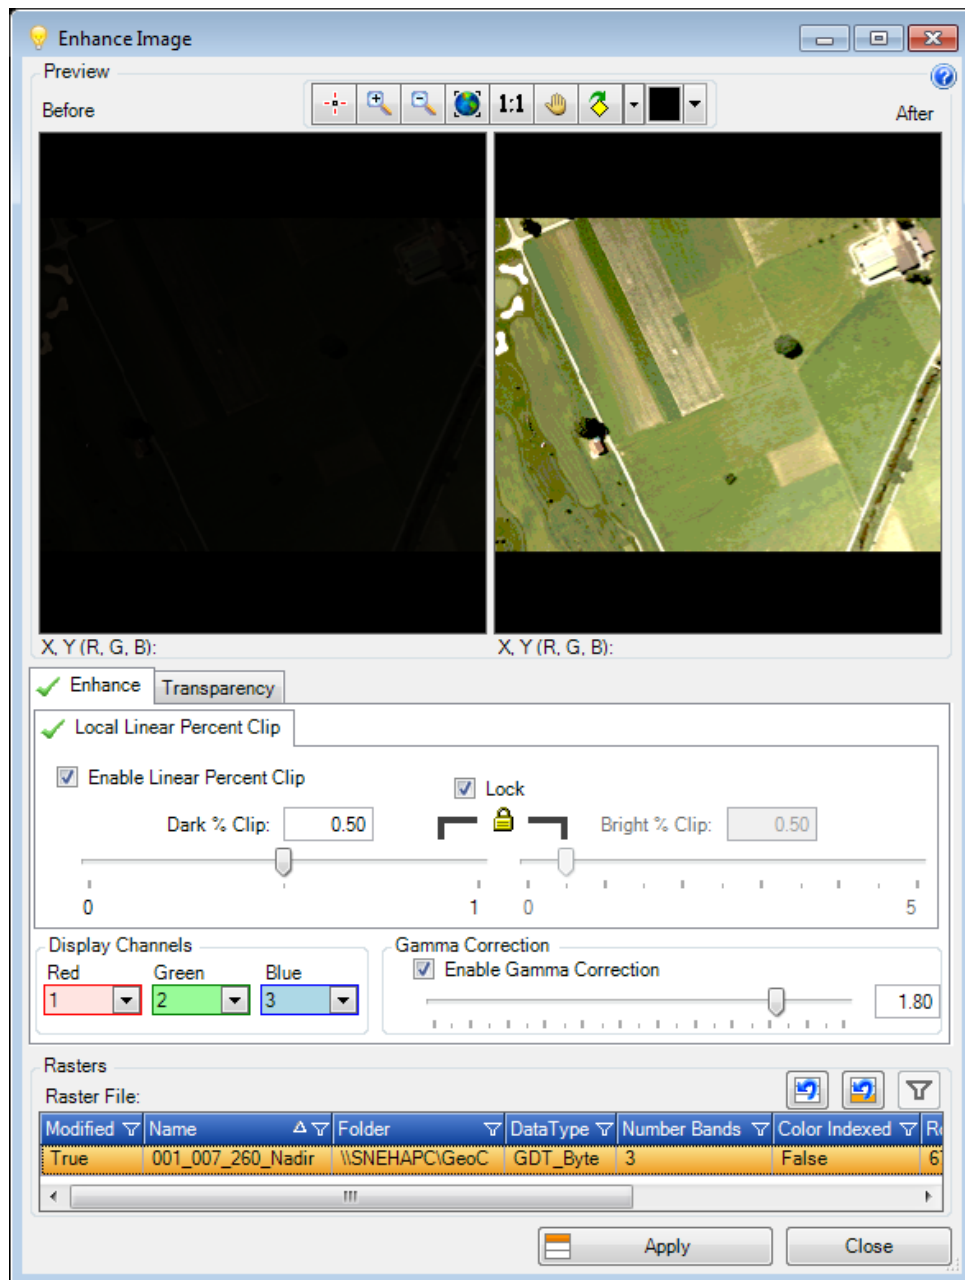 Enhance Image
Preview
Before
1:1
After
X, Y (R, G, B):
X, Y (R, G, B):
Enhance
Transparency
Local Linear Percent Clip
Enable Linear Percent Clip
Lock
Dark % Clip:
0.50
Bright % Clip:
0.50
0
1
0
5
Display Channels
Red
Green
Blue
1
2
3
Gamma Correction
Enable Gamma Correction
1.80
Rasters
Raster File:
Modified
Name
Folder
DataType
Number Bands
Color Indexed
True
001_007_260_Nadir
\\SNEHAPC\GeoC
GDT_Byte
3
False
Apply
Close